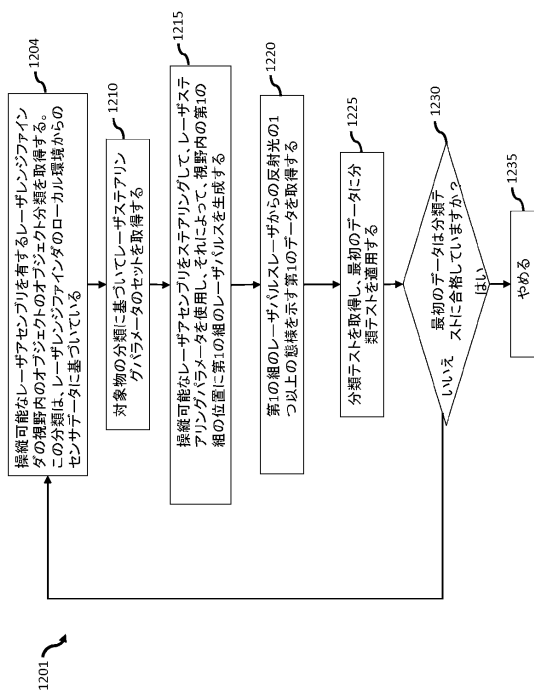 1201
1204
操縦可能なレーザアセンブリを有するレーザレンジファイン
ダの視野内のオブジェクトのオブジェクト分類を取得する。
この分類は、レーザレンジファインダのローカル環境からの
センサデータに基づいている
1210
対象物の分類に基づいてレーザステアリン
グパラメータのセットを取得する
1215
操縦可能なレーザアセンブリをステアリングして、レーザステ
アリングパラメータを使用し、それによって、視野内の第1の
組の位置に第1の組のレーザパルスを生成する
1220
第1の組のレーザパルスレーザからの反射光の1
つ以上の態様を示す第1のデータを取得する
1225
分類テストを取得し、最初のデータに分
類テストを適用する
1230
最初のデータは分類テ
ストに合格していますか？
いいえ
はい
1235
やめる